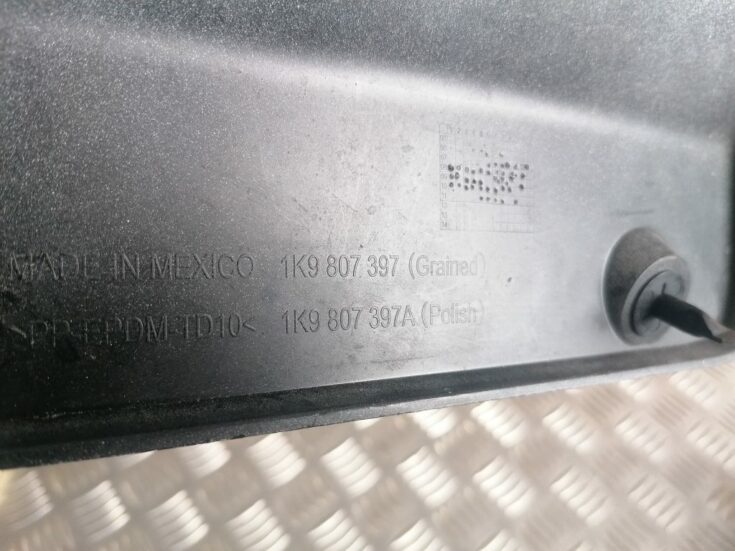 MADE IN MEXICO 1K9 807 397 (Grained)
>PP-EPDM-TD10< 1K9 807 397A (Polish)